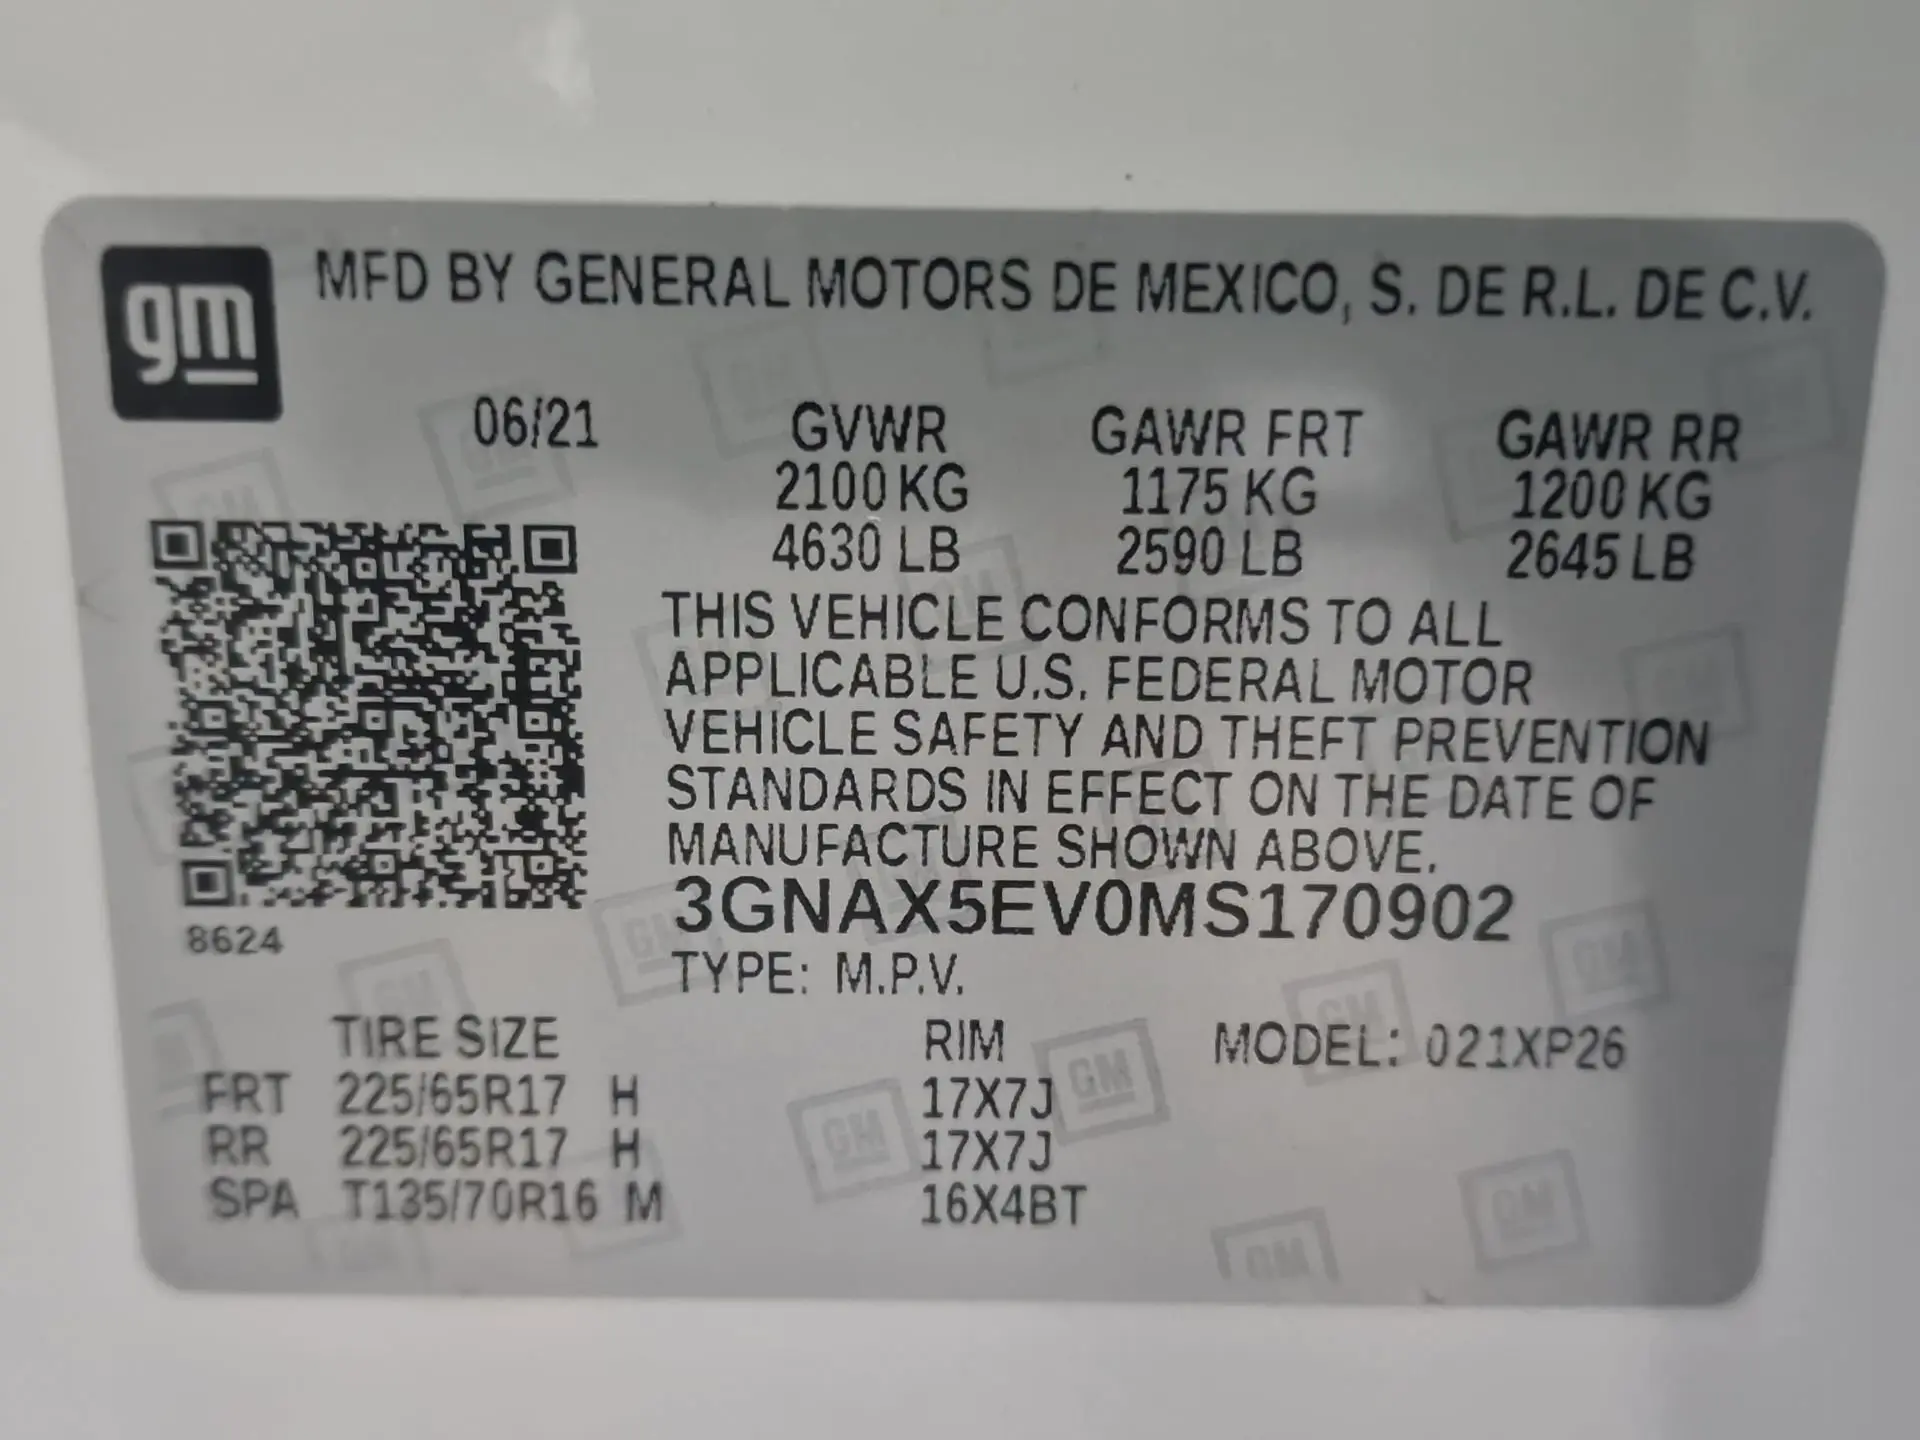 gm
MFD BY GENERAL MOTORS DE MEXICO, S. DE R.L. DE C.V.
06/21 GVWR GAWR FRT GAWR RR
2100 KG 1175 KG 1200 KG
4630 LB 2590 LB 2645 LB
THIS VEHICLE CONFORMS TO ALL
APPLICABLE U.S. FEDERAL MOTOR
VEHICLE SAFETY AND THEFT PREVENTION
STANDARDS IN EFFECT ON THE DATE OF
MANUFACTURE SHOWN ABOVE.
3GNAX5EV0MS170902
8624
TYPE: M.P.V.
TIRE SIZE RIM MODEL: 021XP26
FRT 225/65R17 H 17X7J
RR 225/65R17 H 17X7J
SPA T135/70R16 M 16X4BT